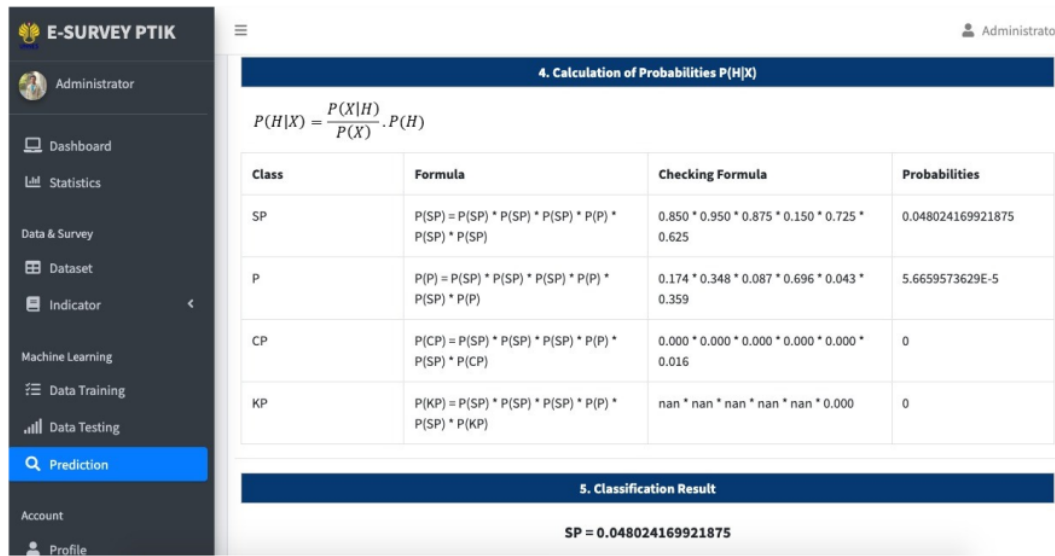 E-SURVEY PTIK
Administrato
Administrator
Dashboard
Statistics
Data & Survey
Dataset
Indicator
Machine Learning
Data Training
Data Testing
Prediction
Account
Profile
4. Calculation of Probabilities P(H|X)
P(H|X) = P(X|H) / P(X) . P(H)
Class Formula Checking Formula Probabilities
SP P(SP) = P(SP) * P(SP) * P(SP) * P(P) * 0.850 * 0.950 * 0.875 * 0.150 * 0.725 * 0.048024169921875
P(SP) * P(SP) 0.625
P P(P) = P(SP) * P(SP) * P(SP) * P(P) * 0.174 * 0.348 * 0.087 * 0.696 * 0.043 * 5.6659573629E-5
P(SP) * P(P) 0.359
CP P(CP) = P(SP) * P(SP) * P(SP) * P(P) * 0.000 * 0.000 * 0.000 * 0.000 * 0.000 * 0
P(SP) * P(CP) 0.016
KP P(KP) = P(SP) * P(SP) * P(SP) * P(P) * nan * nan * nan * nan * nan * 0.000 0
P(SP) * P(KP)
5. Classification Result
SP = 0.048024169921875